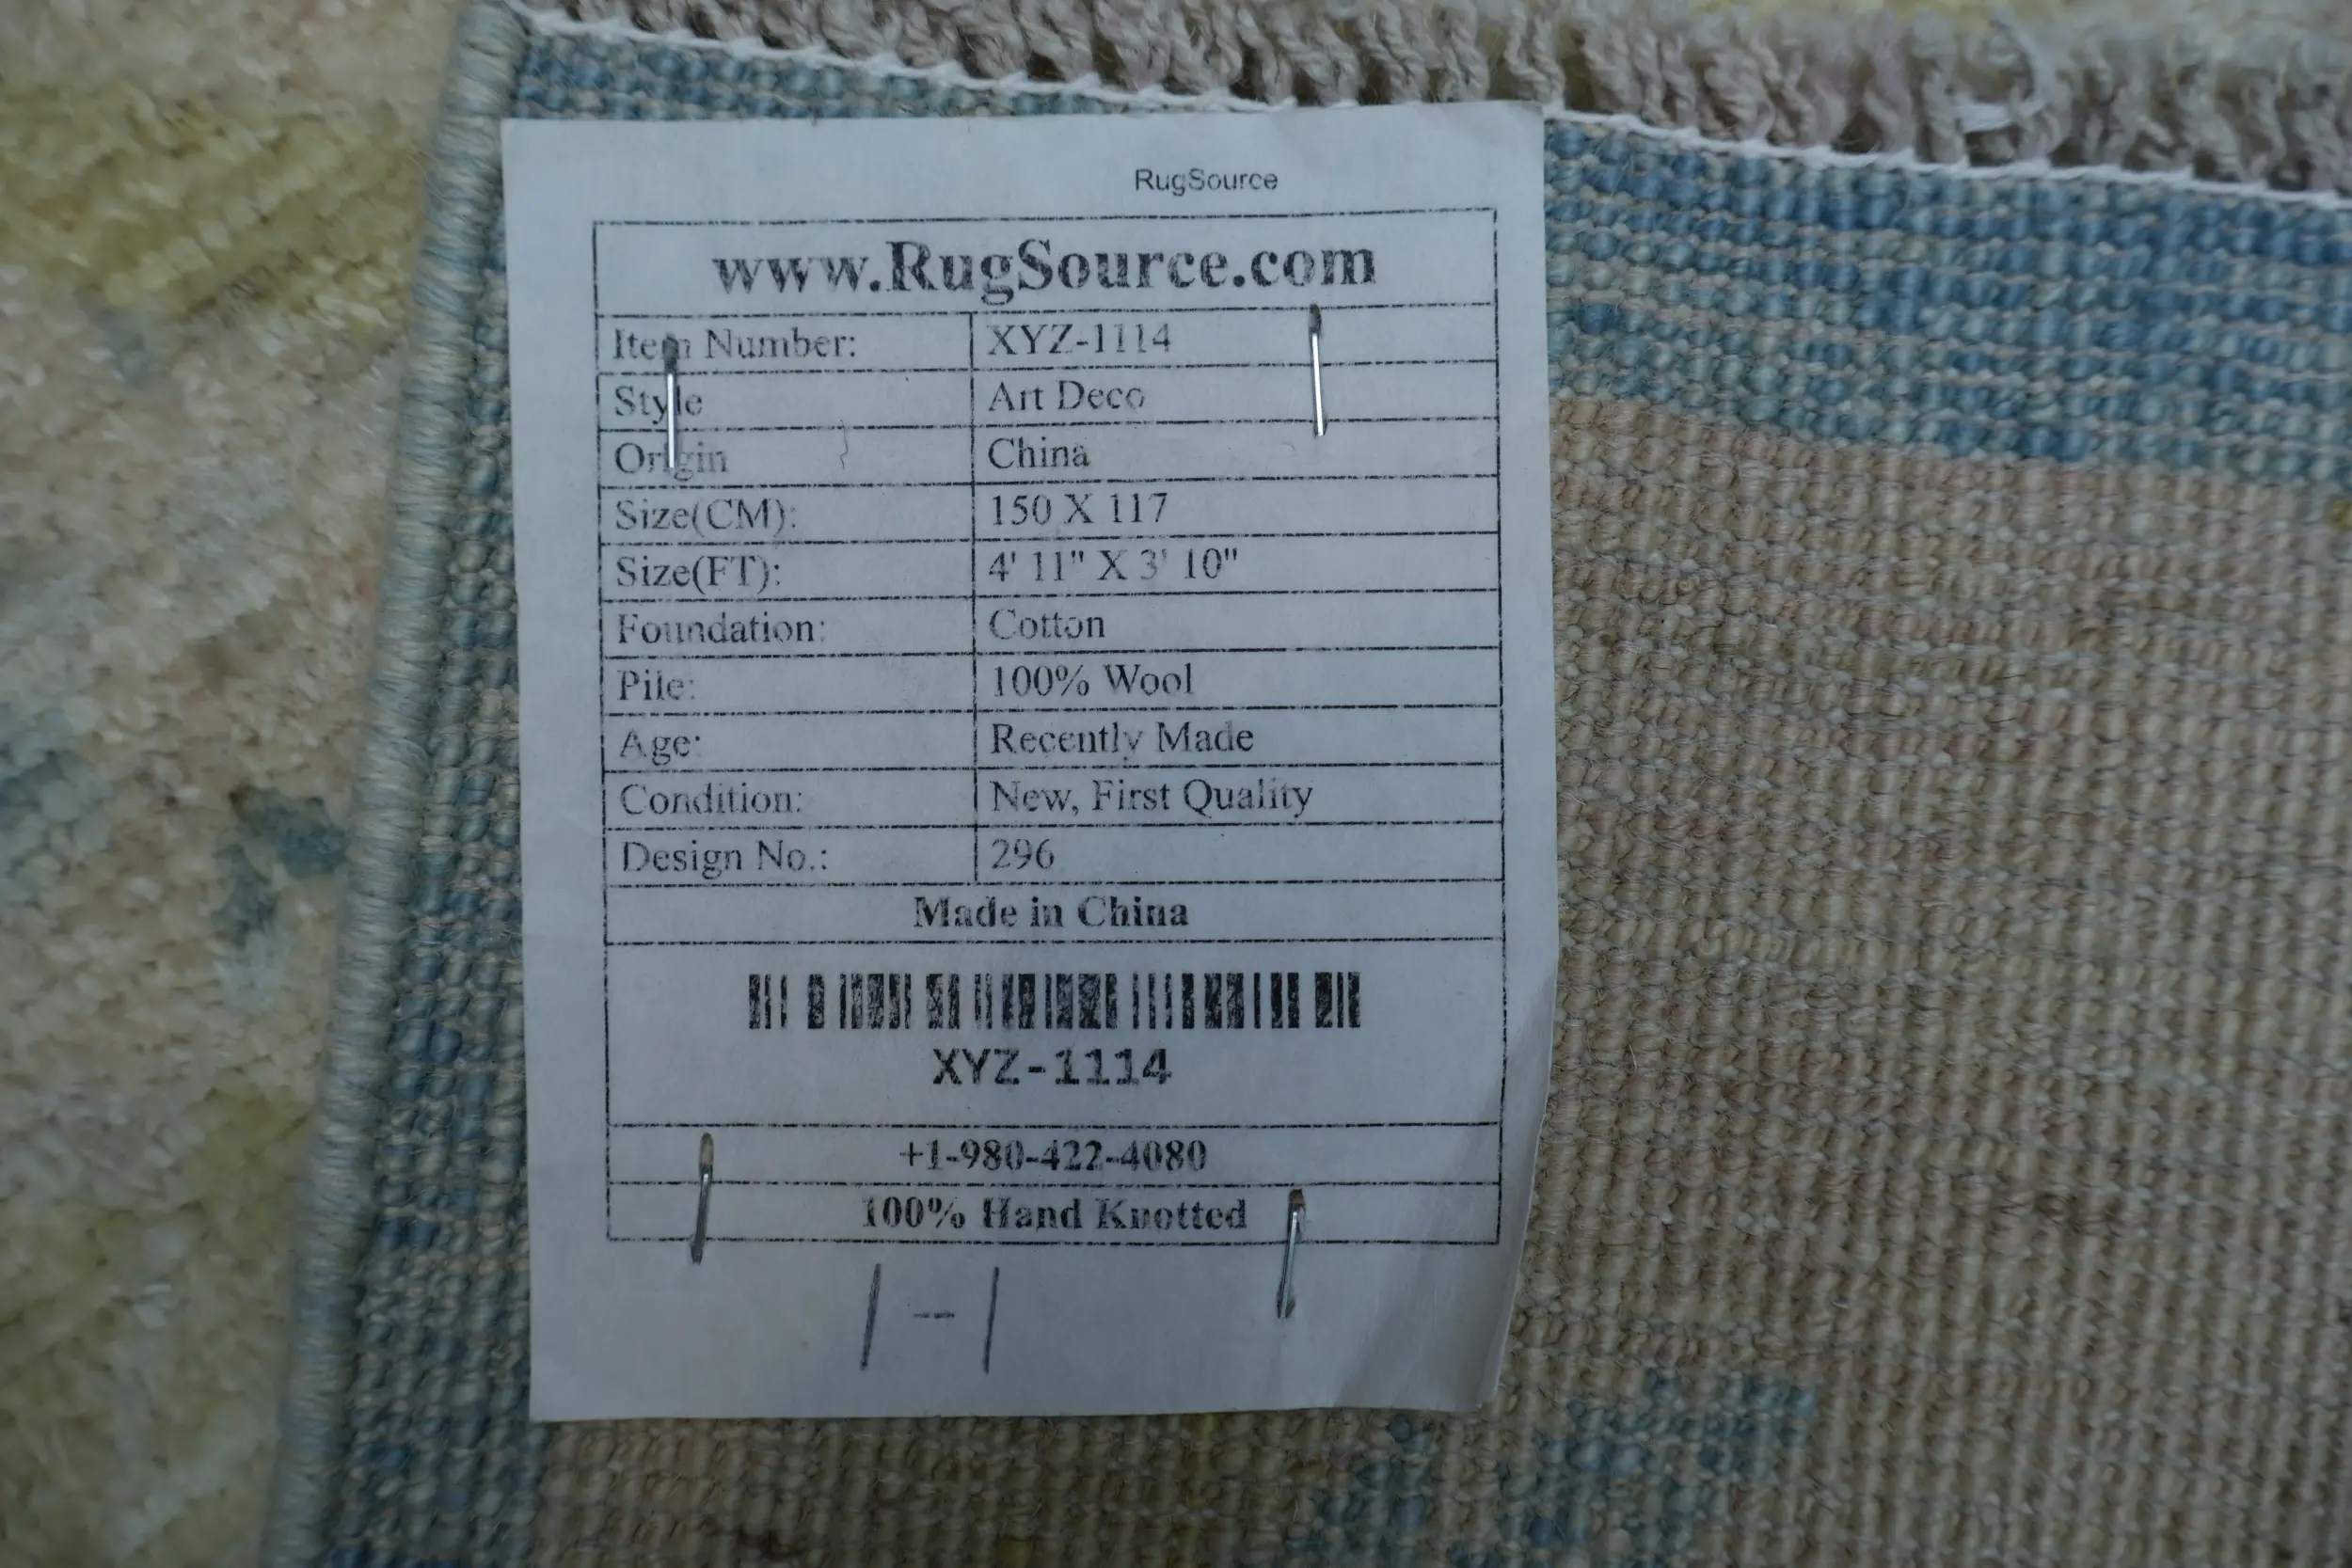 RugSource
www.RugSource.com
Item Number: XYZ-1114
Style Art Deco
Origin China
Size(CM): 150 X 117
Size(FT): 4' 11" X 3' 10"
Foundation: Cotton
Pile: 100% Wool
Age: Recently Made
Condition: New, First Quality
Design No.: 296
Made in China
XYZ-1114
+1-980-422-4080
100% Hand Knotted
1-1